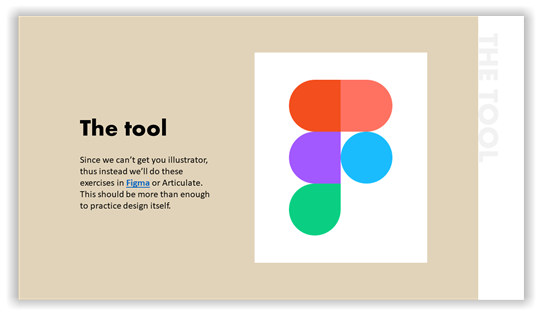 The tool
Since we can't get you illustrator,
thus instead we'll do these
exercises in Figma or Articulate.
This should be more than enough
to practice design itself.
THE TOOL